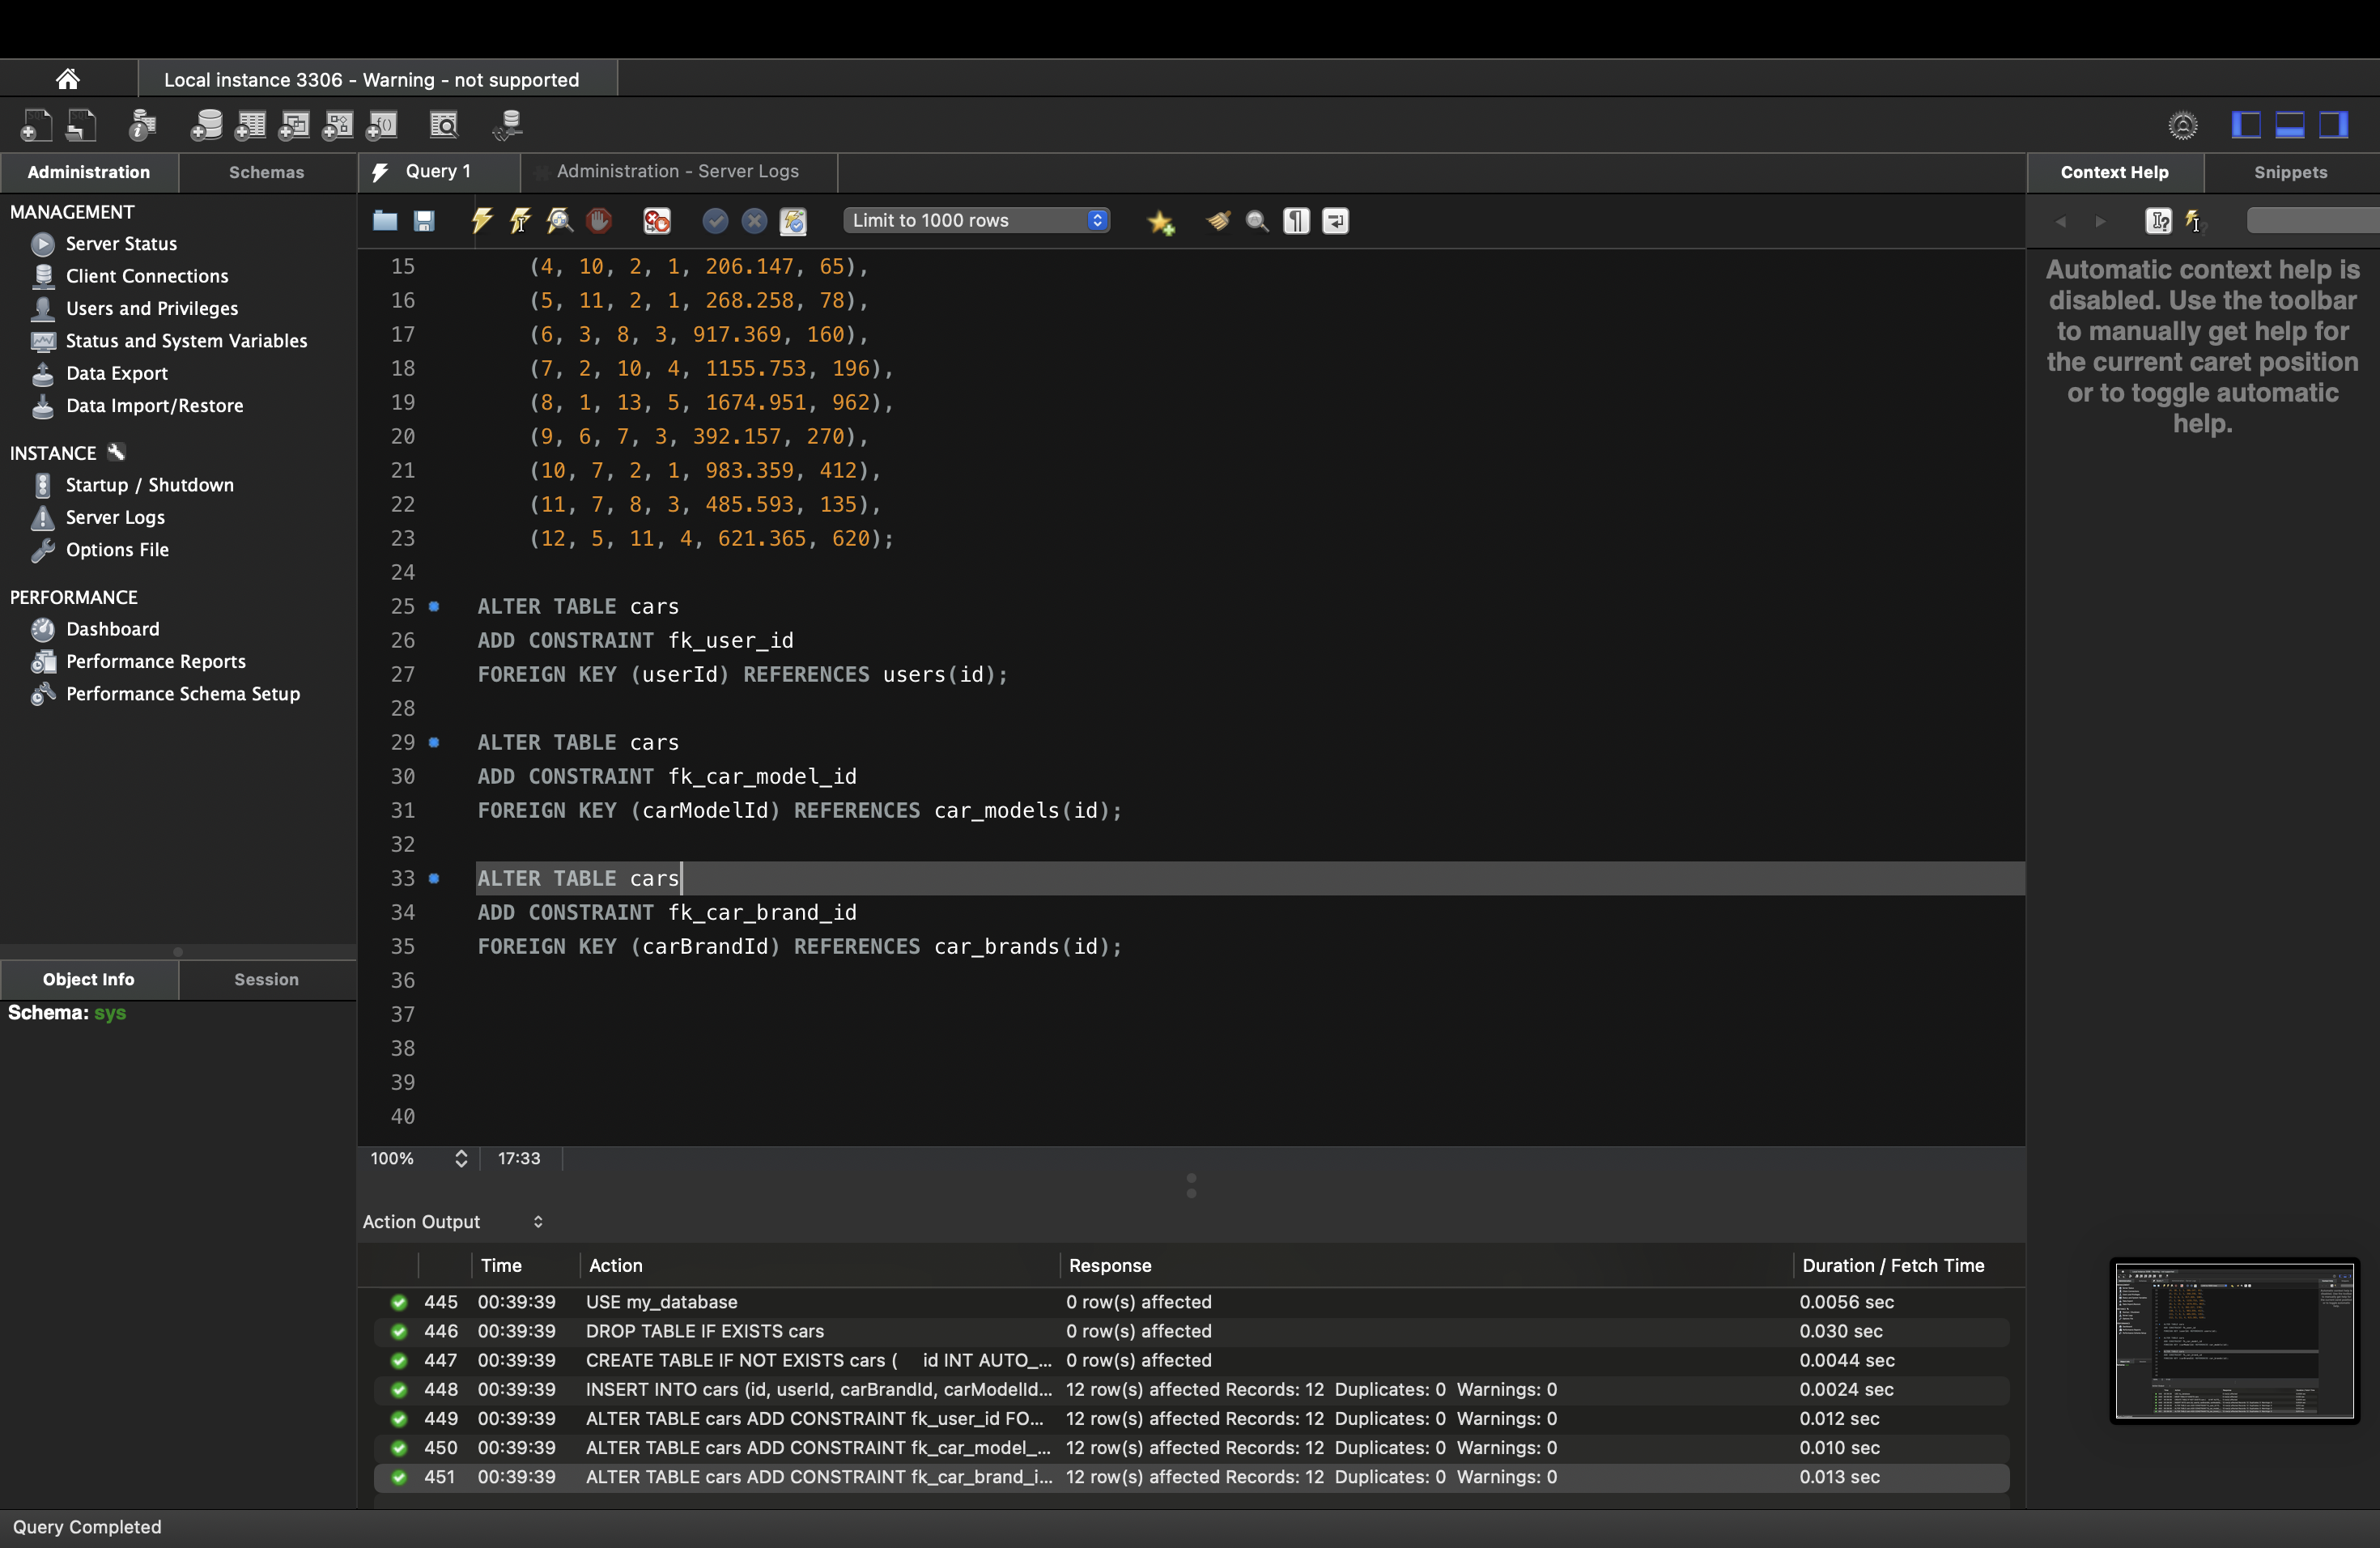 Local instance 3306 - Warning - not supported
Administration
Schemas
Query 1
Administration - Server Logs
Context Help
Snippets
MANAGEMENT
Server Status
Client Connections
Users and Privileges
Status and System Variables
Data Export
Data Import/Restore
INSTANCE
Startup / Shutdown
Server Logs
Options File
PERFORMANCE
Dashboard
Performance Reports
Performance Schema Setup
Object Info
Session
Schema: sys
Limit to 1000 rows
15 (4, 10, 2, 1, 206.147, 65),
16 (5, 11, 2, 1, 268.258, 78),
17 (6, 3, 8, 3, 917.369, 160),
18 (7, 2, 10, 4, 1155.753, 196),
19 (8, 1, 13, 5, 1674.951, 962),
20 (9, 6, 7, 3, 392.157, 270),
21 (10, 7, 2, 1, 983.359, 412),
22 (11, 7, 8, 3, 485.593, 135),
23 (12, 5, 11, 4, 621.365, 620);
24
25 ALTER TABLE cars
26 ADD CONSTRAINT fk_user_id
27 FOREIGN KEY (userId) REFERENCES users(id);
28
29 ALTER TABLE cars
30 ADD CONSTRAINT fk_car_model_id
31 FOREIGN KEY (carModelId) REFERENCES car_models(id);
32
33 ALTER TABLE cars
34 ADD CONSTRAINT fk_car_brand_id
35 FOREIGN KEY (carBrandId) REFERENCES car_brands(id);
36
37
38
39
40
100% 17:33
Automatic context help is
disabled. Use the toolbar
to manually get help for
the current caret position
or to toggle automatic
help.
Action Output
Time Action Response Duration / Fetch Time
445 00:39:39 USE my_database 0 row(s) affected 0.0056 sec
446 00:39:39 DROP TABLE IF EXISTS cars 0 row(s) affected 0.030 sec
447 00:39:39 CREATE TABLE IF NOT EXISTS cars ( id INT AUTO_... 0 row(s) affected 0.0044 sec
448 00:39:39 INSERT INTO cars (id, userId, carBrandId, carModelId... 12 row(s) affected Records: 12 Duplicates: 0 Warnings: 0 0.0024 sec
449 00:39:39 ALTER TABLE cars ADD CONSTRAINT fk_user_id FO... 12 row(s) affected Records: 12 Duplicates: 0 Warnings: 0 0.012 sec
450 00:39:39 ALTER TABLE cars ADD CONSTRAINT fk_car_model_... 12 row(s) affected Records: 12 Duplicates: 0 Warnings: 0 0.010 sec
451 00:39:39 ALTER TABLE cars ADD CONSTRAINT fk_car_brand_i... 12 row(s) affected Records: 12 Duplicates: 0 Warnings: 0 0.013 sec
Query Completed